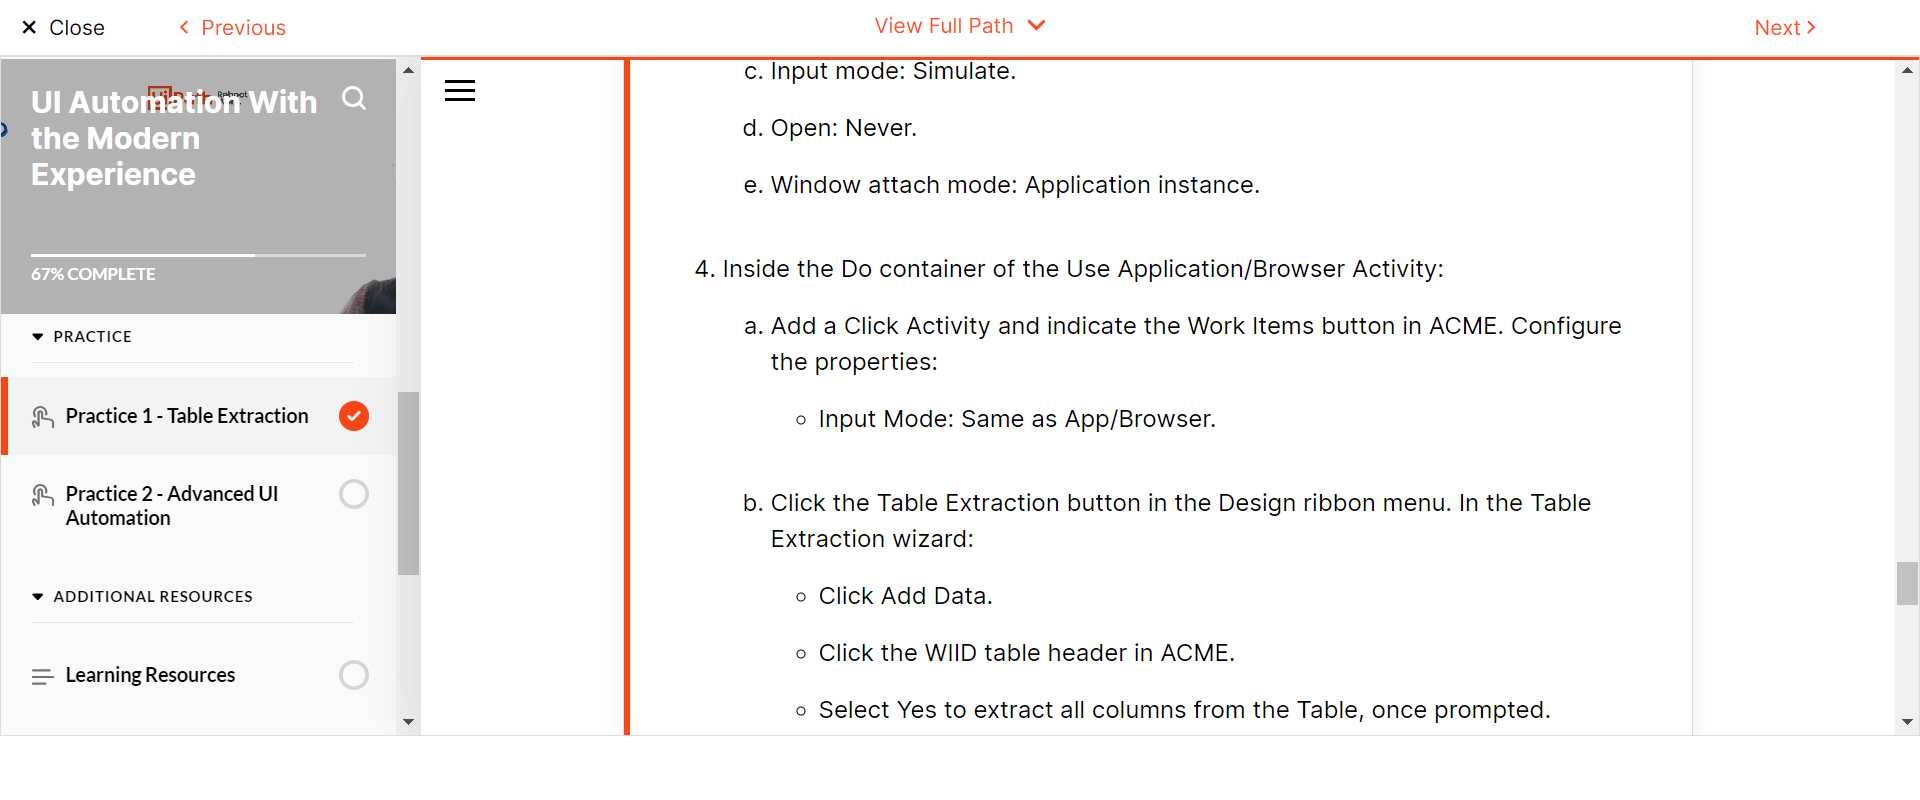 Close
Previous
View Full Path
Next
UI Automation With
the Modern
Experience
67% COMPLETE
PRACTICE
Practice 1 - Table Extraction
Practice 2 - Advanced UI
Automation
ADDITIONAL RESOURCES
Learning Resources
c. Input mode: Simulate.
d. Open: Never.
e. Window attach mode: Application instance.
4. Inside the Do container of the Use Application/Browser Activity:
a. Add a Click Activity and indicate the Work Items button in ACME. Configure
the properties:
Input Mode: Same as App/Browser.
b. Click the Table Extraction button in the Design ribbon menu. In the Table
Extraction wizard:
Click Add Data.
Click the WIID table header in ACME.
Select Yes to extract all columns from the Table, once prompted.